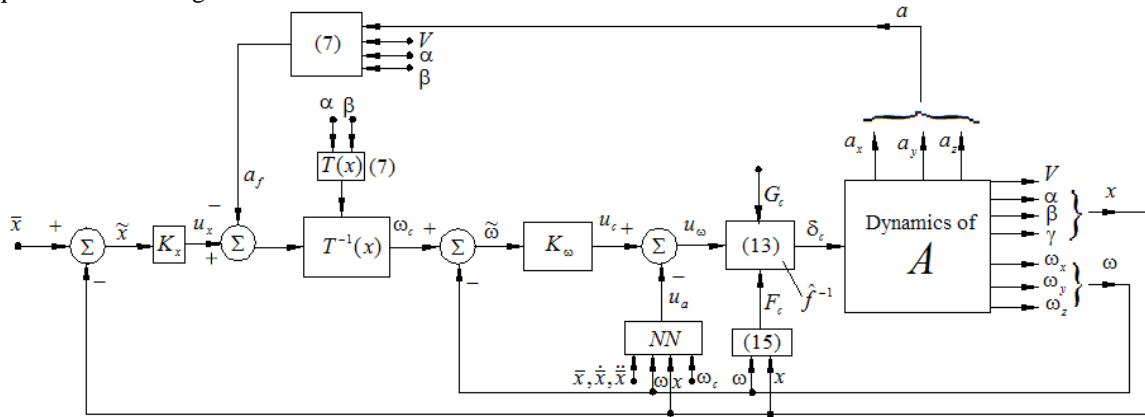 a
(7)
V
α
β
α β
T(x) (7)
a_x a_y a_z
a_f
G_c
V
α
β
γ
x
x̄ + Σ x̃ K_x u_x − + Σ T⁻¹(x) ω_c + Σ ω̃ K_ω u_c + Σ u_ω (13) δ_c
Dynamics of
A
−
−
−
ω_x
ω_y
ω_z
ω
u_a
F_c
f̂⁻¹
NN
(15)
x̄, ẋ̄, ẍ̄ ω x ω_c ω x